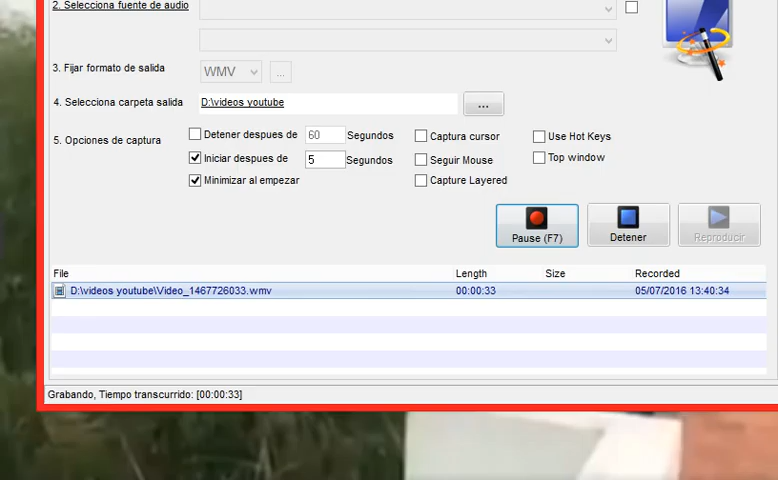 2. Selecciona fuente de audio
3. Fijar formato de salida
WMV
...
4. Selecciona carpeta salida
D:\videos youtube
...
5. Opciones de captura
Detener despues de 60 Segundos
Captura cursor
Use Hot Keys
Iniciar despues de 5 Segundos
Seguir Mouse
Top window
Minimizar al empezar
Capture Layered
Pause (F7)
Detener
Reproducir
File Length Size Recorded
D:\videos youtube\Video_1467726033.wmv 00:00:33 05/07/2016 13:40:34
Grabando, Tiempo transcurrido: [00:00:33]